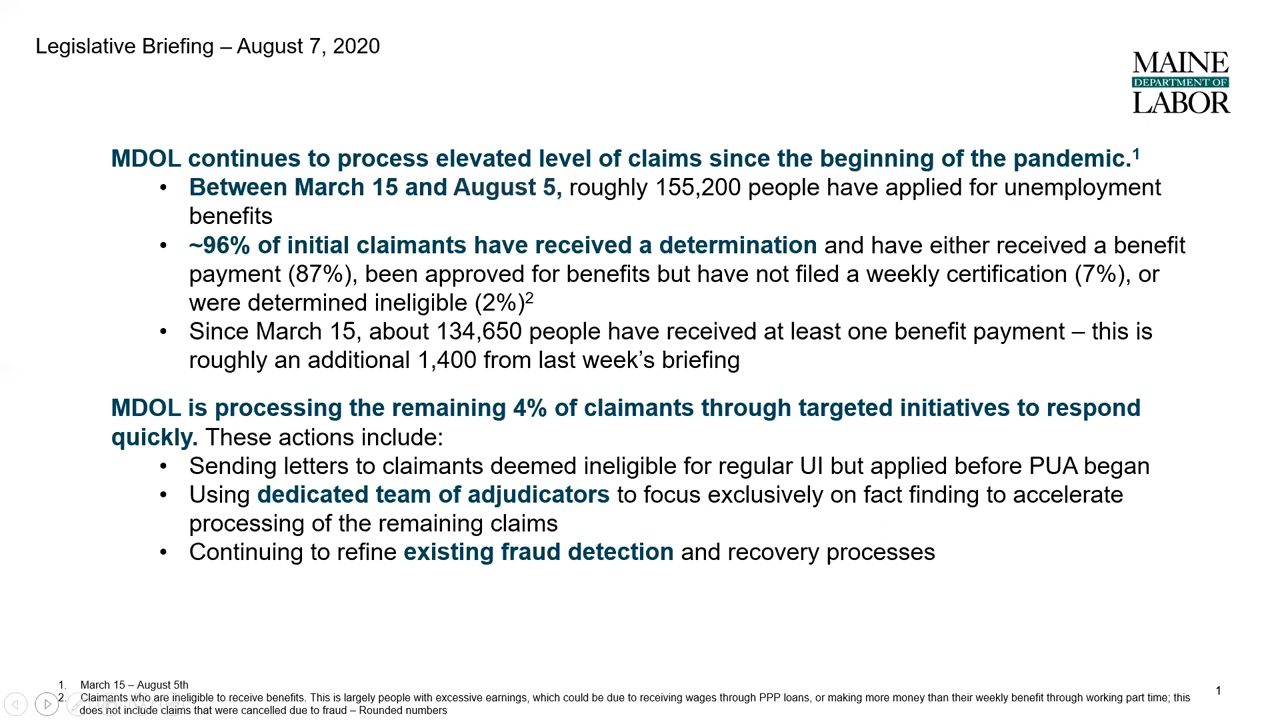 Legislative Briefing – August 7, 2020
MAINE
DEPARTMENT OF
LABOR
MDOL continues to process elevated level of claims since the beginning of the pandemic.1
• Between March 15 and August 5, roughly 155,200 people have applied for unemployment
benefits
• ~96% of initial claimants have received a determination and have either received a benefit
payment (87%), been approved for benefits but have not filed a weekly certification (7%), or
were determined ineligible (2%)2
• Since March 15, about 134,650 people have received at least one benefit payment – this is
roughly an additional 1,400 from last week's briefing
MDOL is processing the remaining 4% of claimants through targeted initiatives to respond
quickly. These actions include:
• Sending letters to claimants deemed ineligible for regular UI but applied before PUA began
• Using dedicated team of adjudicators to focus exclusively on fact finding to accelerate
processing of the remaining claims
• Continuing to refine existing fraud detection and recovery processes
1. March 15 – August 5th
2. Claimants who are ineligible to receive benefits. This is largely people with excessive earnings, which could be due to receiving wages through PPP loans, or making more money than their weekly benefit through working part time; this
does not include claims that were cancelled due to fraud – Rounded numbers
1